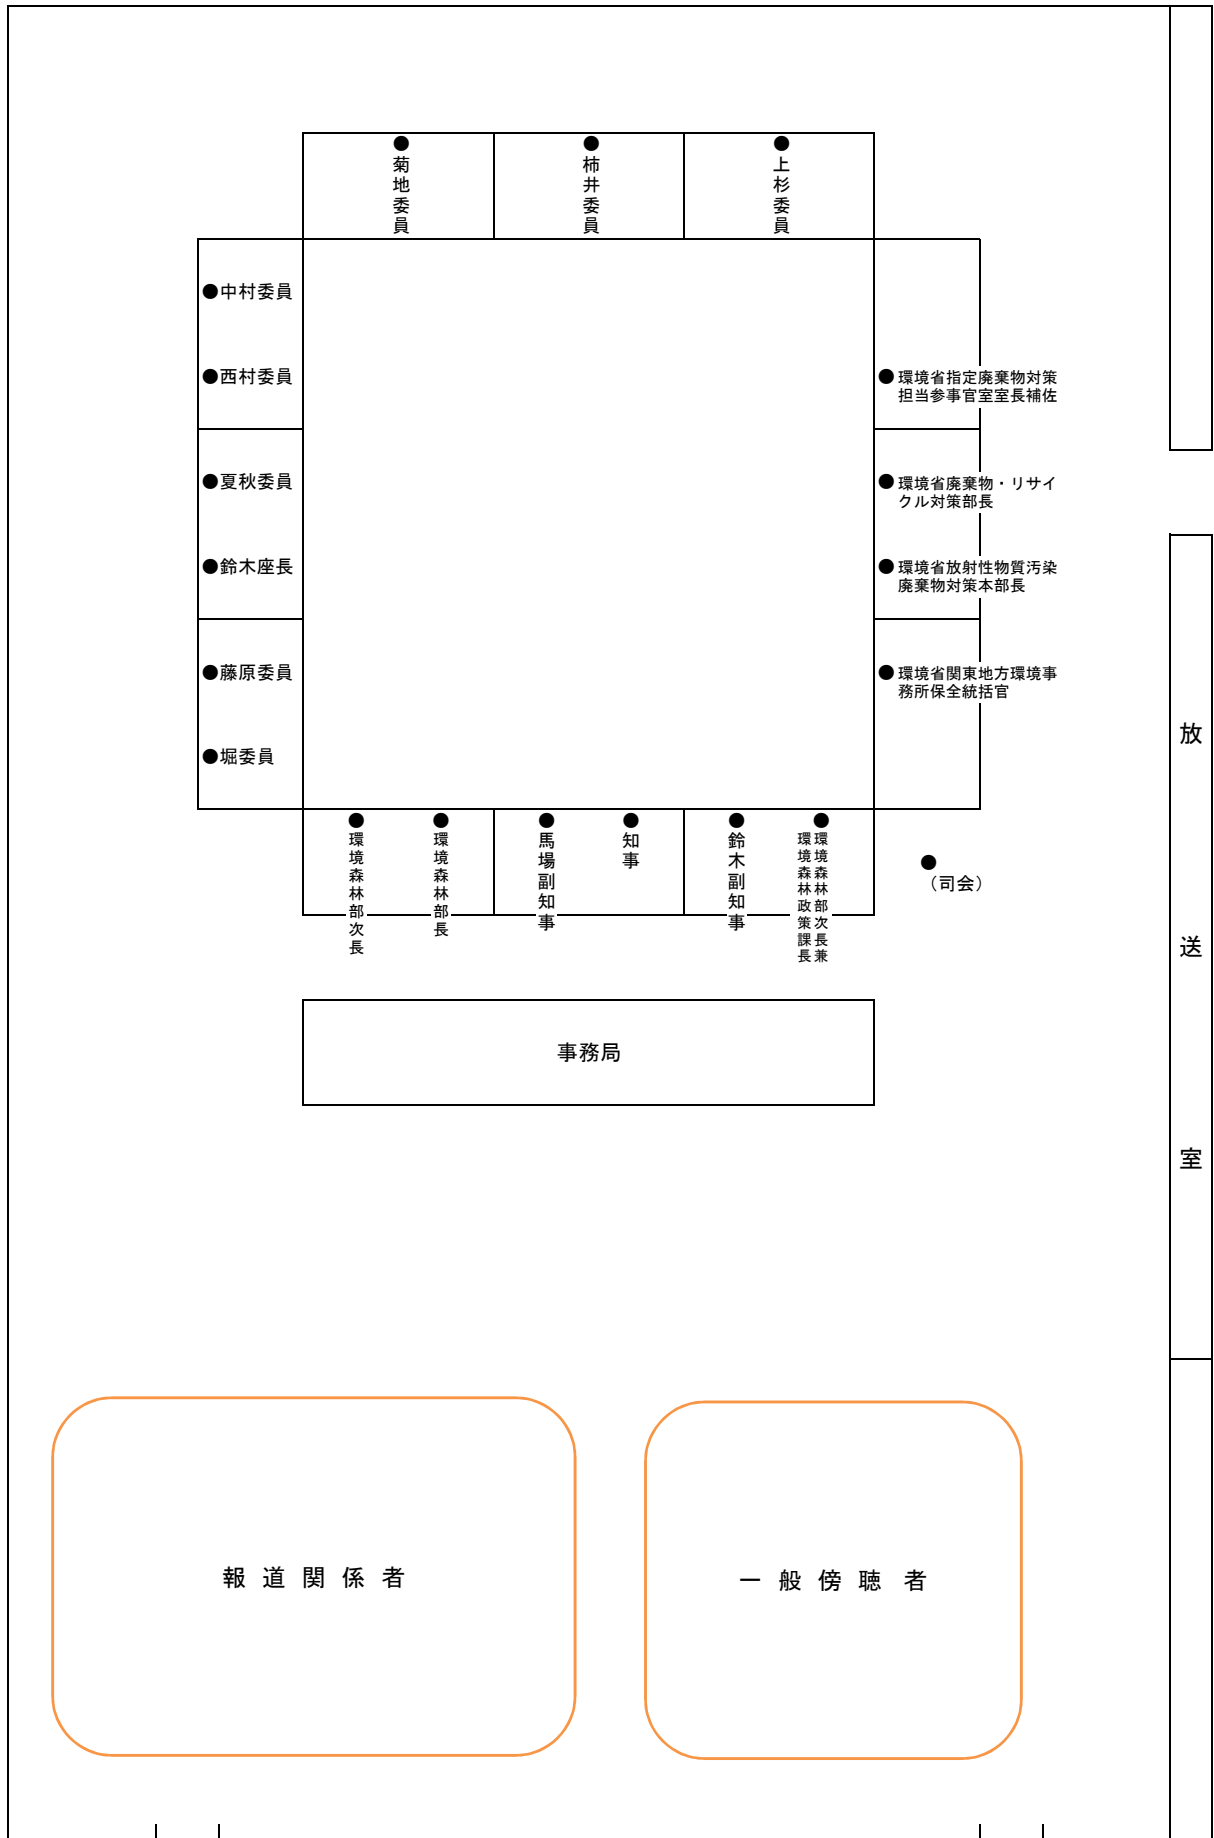 菊地委員
柿井委員
上杉委員
●中村委員
●西村委員
●夏秋委員
●鈴木座長
●藤原委員
●堀委員
●環境省指定廃棄物対策
担当参事官室室長補佐
●環境省廃棄物・リサイ
クル対策部長
●環境省放射性物質汚染
廃棄物対策本部長
●環境省関東地方環境事
務所保全統括官
環境森林部次長
環境森林部長
馬場副知事
知事
鈴木副知事
環境森林部次長兼
環境森林政策課長
（司会）
事務局
放送室
報道関係者
一般傍聴者